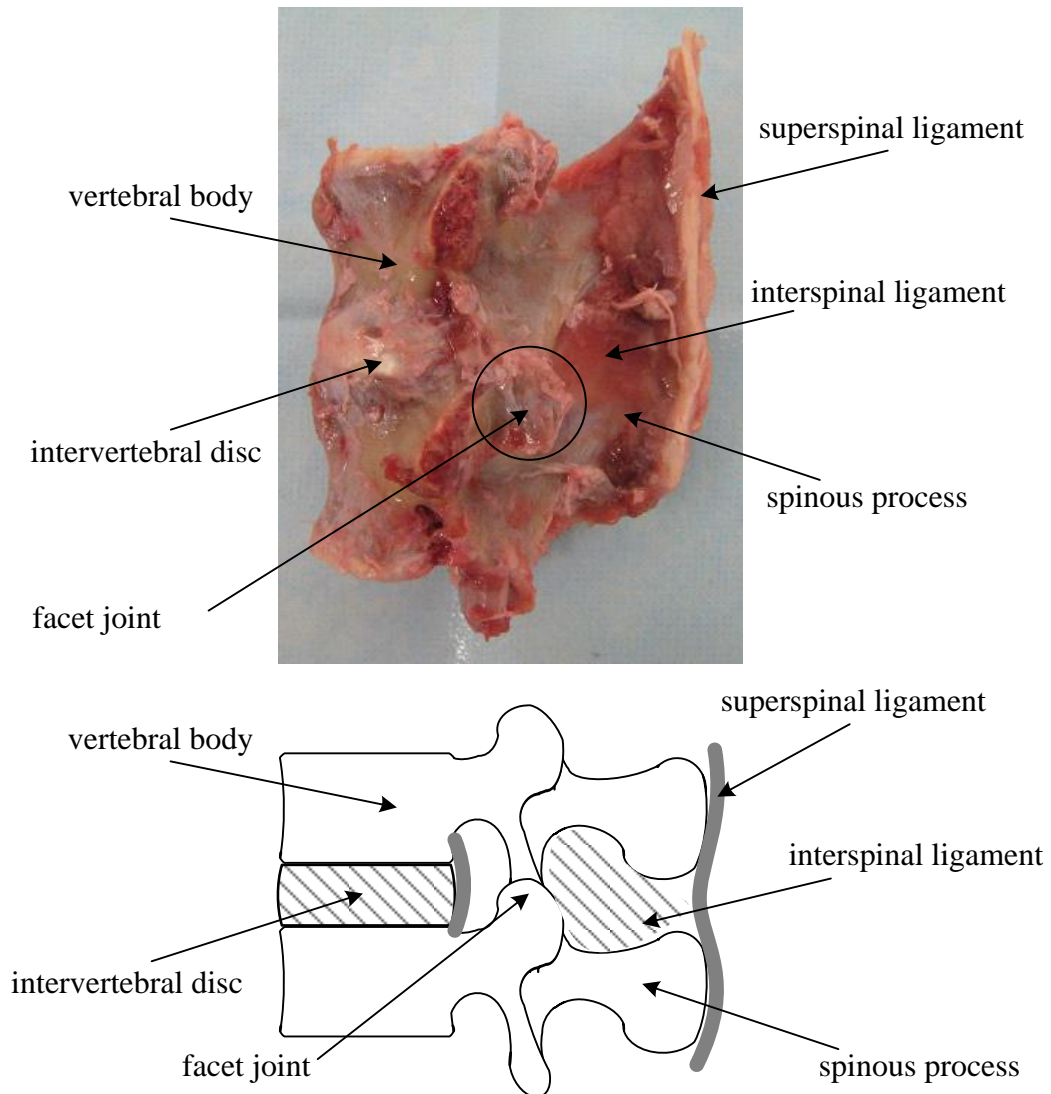 superspinal ligament
vertebral body
interspinal ligament
intervertebral disc
spinous process
facet joint
superspinal ligament
vertebral body
interspinal ligament
intervertebral disc
facet joint
spinous process